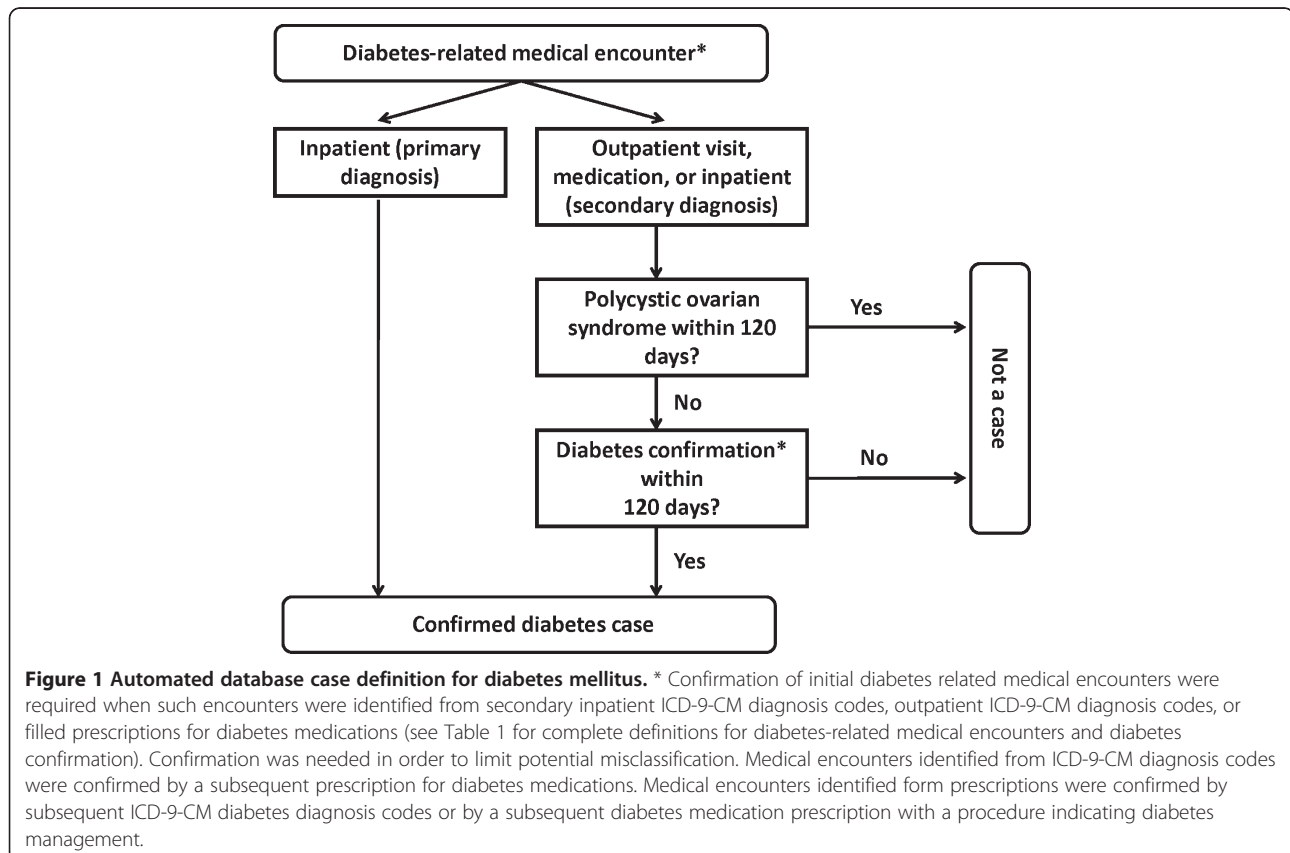 Diabetes-related medical encounter*
Inpatient (primary
diagnosis)
Outpatient visit,
medication, or inpatient
(secondary diagnosis)
Polycystic ovarian
syndrome within 120
days?
Yes
No
Diabetes confirmation*
within
120 days?
No
Yes
Not a case
Confirmed diabetes case
Figure 1 Automated database case definition for diabetes mellitus. * Confirmation of initial diabetes related medical encounters were
required when such encounters were identified from secondary inpatient ICD-9-CM diagnosis codes, outpatient ICD-9-CM diagnosis codes, or
filled prescriptions for diabetes medications (see Table 1 for complete definitions for diabetes-related medical encounters and diabetes
confirmation). Confirmation was needed in order to limit potential misclassification. Medical encounters identified from ICD-9-CM diagnosis codes
were confirmed by a subsequent prescription for diabetes medications. Medical encounters identified form prescriptions were confirmed by
subsequent ICD-9-CM diabetes diagnosis codes or by a subsequent diabetes medication prescription with a procedure indicating diabetes
management.